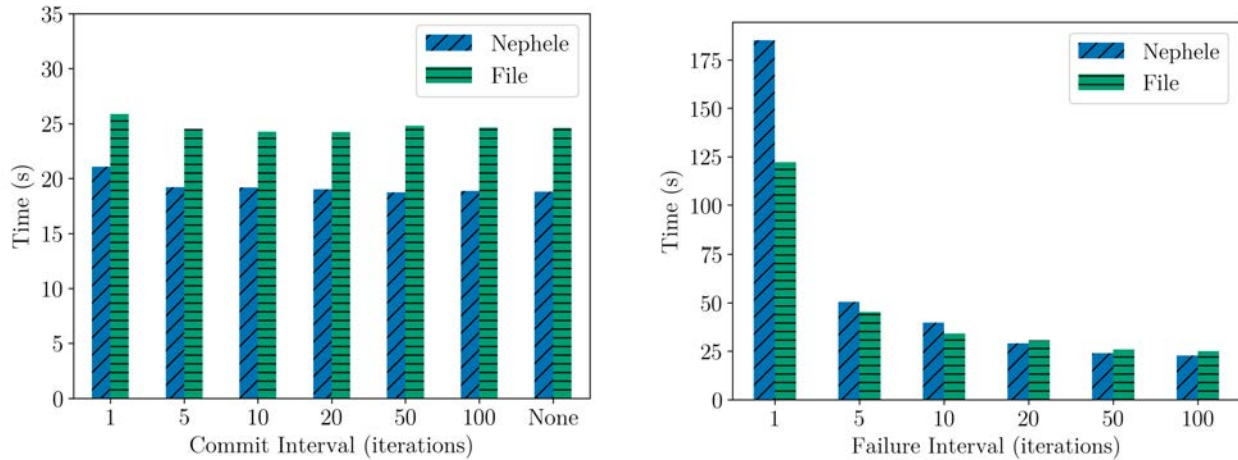 35
30
25
20
15
10
5
0
Time (s)
Nephele
File
1 5 10 20 50 100 None
Commit Interval (iterations)
175
150
125
100
75
50
25
0
Time (s)
Nephele
File
1 5 10 20 50 100
Failure Interval (iterations)